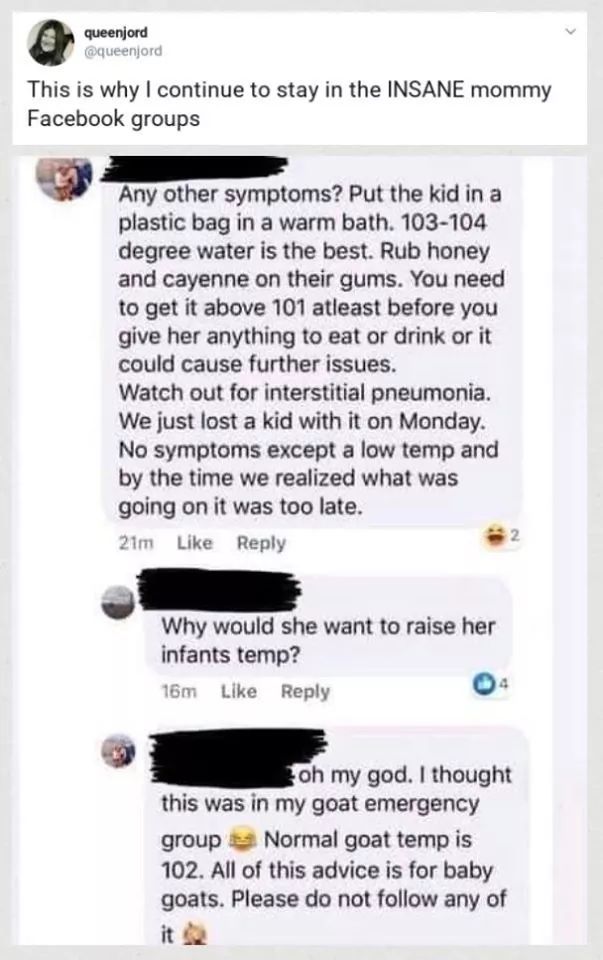 queenjord
@queenjord
This is why I continue to stay in the INSANE mommy
Facebook groups
Any other symptoms? Put the kid in a
plastic bag in a warm bath. 103-104
degree water is the best. Rub honey
and cayenne on their gums. You need
to get it above 101 atleast before you
give her anything to eat or drink or it
could cause further issues.
Watch out for interstitial pneumonia.
We just lost a kid with it on Monday.
No symptoms except a low temp and
by the time we realized what was
going on it was too late.
21m Like Reply 2
Why would she want to raise her
infants temp?
16m Like Reply 4
oh my god. I thought
this was in my goat emergency
group 😂 Normal goat temp is
102. All of this advice is for baby
goats. Please do not follow any of
it